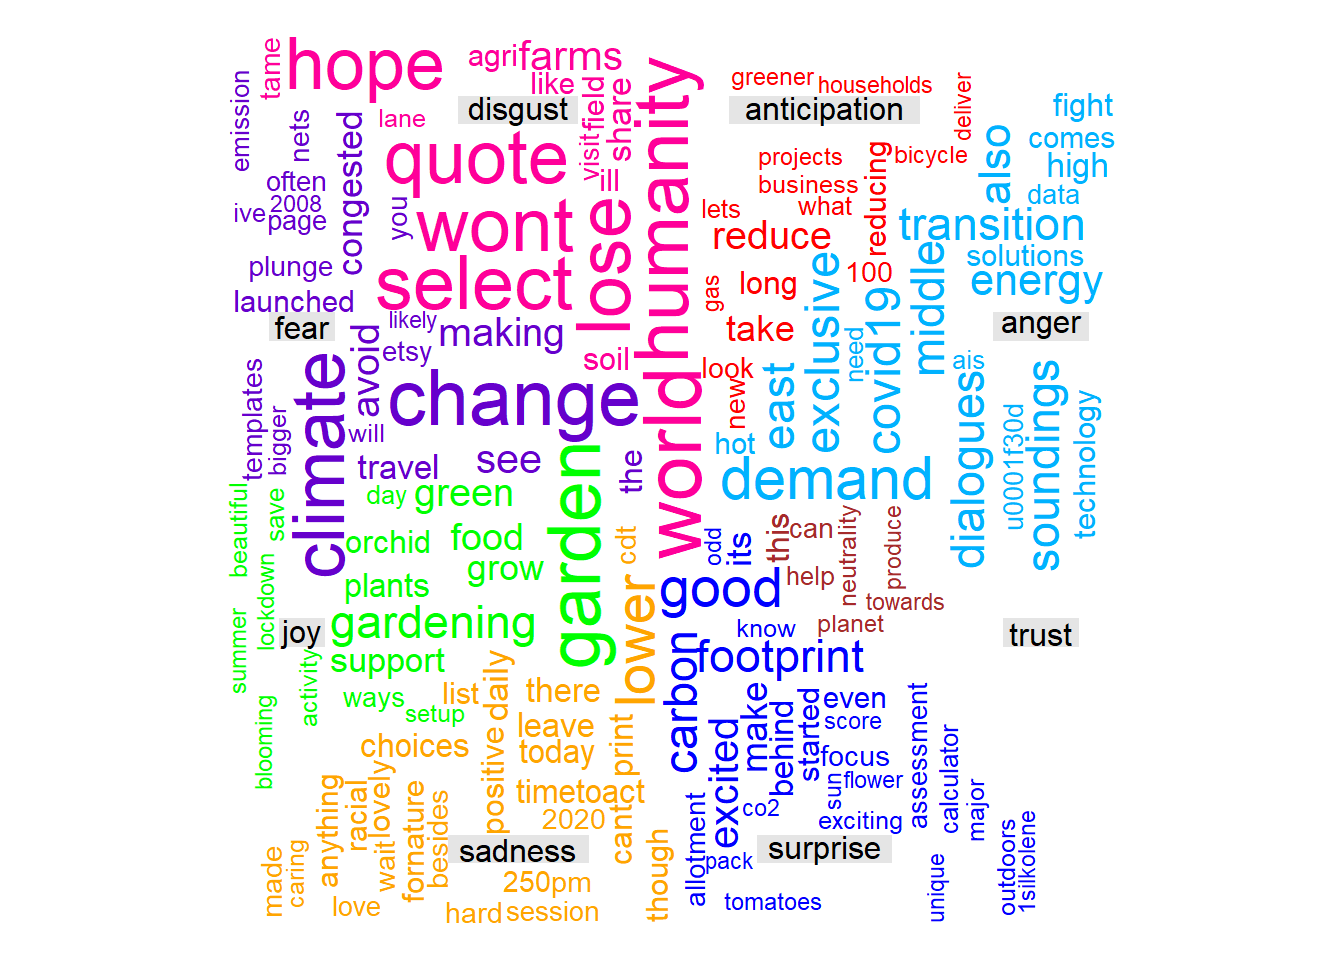 hope
tame
emission
nets
agri
farms
like
disgust
lane
field
visit
share
=
quote
wont
select
lose
humanity
world
soil
often
2008
ive
page
congested
you
plunge
launched
fear
likely
making
etsy
avoid
climate
change
templates
bigger
will
travel
see
the
greener
households
anticipation
deliver
projects
business
bicycle
lets
what
reducing
reduce
gas
long
100
take
look
new
fight
comes
high
also
data
transition
solutions
energy
middle
exclusive
covid19
need
anger
ais
east
hot
demand
dialogues
soundings
u0001f30d
technology
day
green
garden
beautiful
save
orchid
food
grow
plants
lockdown
gardening
joy
summer
support
activity
ways
setup
blooming
cdt
lower
list
daily
there
leave
today
positive
print
choices
timetoact
2020
cant
anything
racial
lovely
wait
fornature
besides
sadness
made
caring
love
250pm
hard
session
though
odd
its
good
know
carbon
footprint
make
behind
started
even
score
focus
excited
sun
flower
co2
exciting
assessment
calculator
major
allotment
pack
surprise
tomatoes
unique
outdoors
1silkolene
this
can
help
neutrality
produce
towards
planet
trust